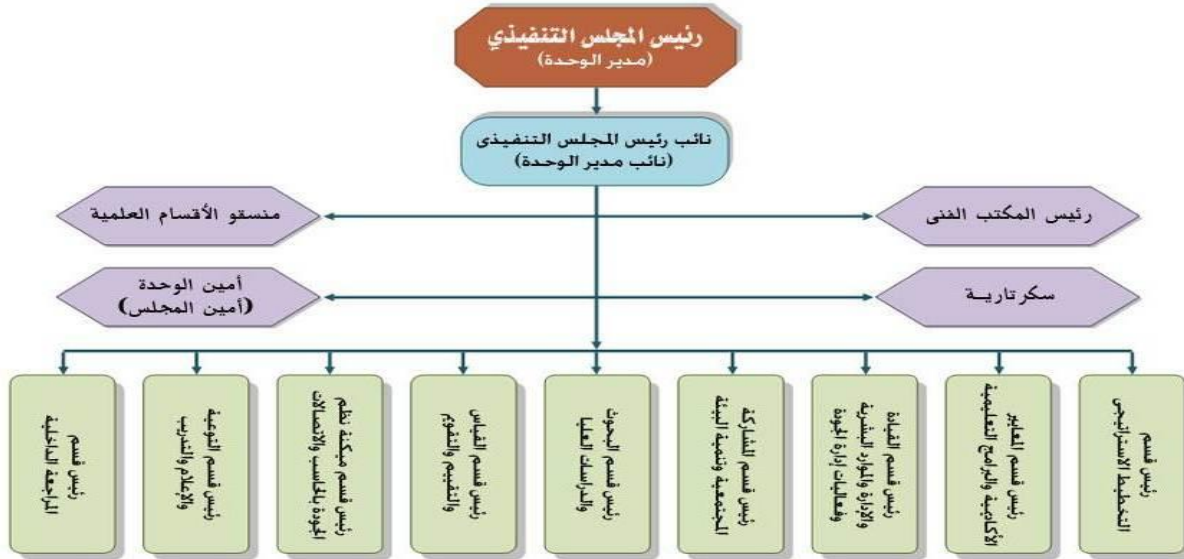 رئيس المجلس التنفيذي
(مدير الوحدة)
نائب رئيس المجلس التنفيذى
(نائب مدير الوحدة)
رئيس المكتب الفنى
منسقو الأقسام العلمية
سكرتاريــة
أمين الوحدة
(أمين المجلس)
رئيس قسم
التخطيط الاستراتيجى
رئيس قسم المعايير
الأكاديمية والبرامج التعليمية
رئيس قسم القيادة
والإدارة والموارد البشرية
وفعاليات إدارة الجودة
رئيس قسم المشاركة
المجتمعية وتنمية البيئة
رئيس قسم البحوث
والدراسات العليا
رئيس قسم القياس
والتقييم والتقويم
رئيس قسم ميكنة نظم
الجودة بالحاسب والاتصالات
رئيس قسم التوعية
والإعلام والتدريب
رئيس قسم
المراجعة الداخلية